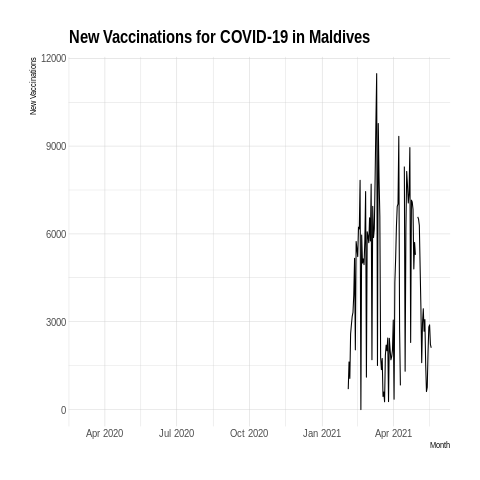 New Vaccinations for COVID-19 in Maldives
New Vaccinations
12000
9000
6000
3000
0
Apr 2020 Jul 2020 Oct 2020 Jan 2021 Apr 2021
Month